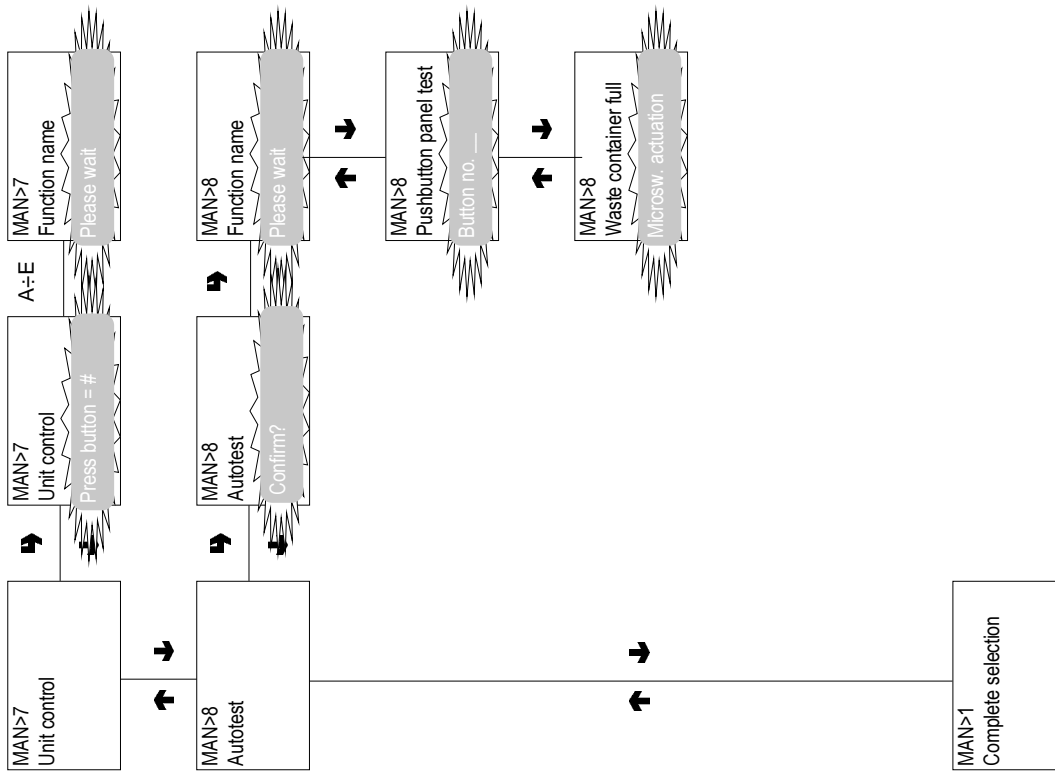 MAN>7
Unit control
MAN>7
Unit control
Press button = #
A÷E
MAN>7
Function name
Please wait
MAN>8
Autotest
MAN>8
Autotest
Confirm?
MAN>8
Function name
Please wait
MAN>8
Pushbutton panel test
Button no. __
MAN>8
Waste container full
Microsw. actuation
MAN>1
Complete selection